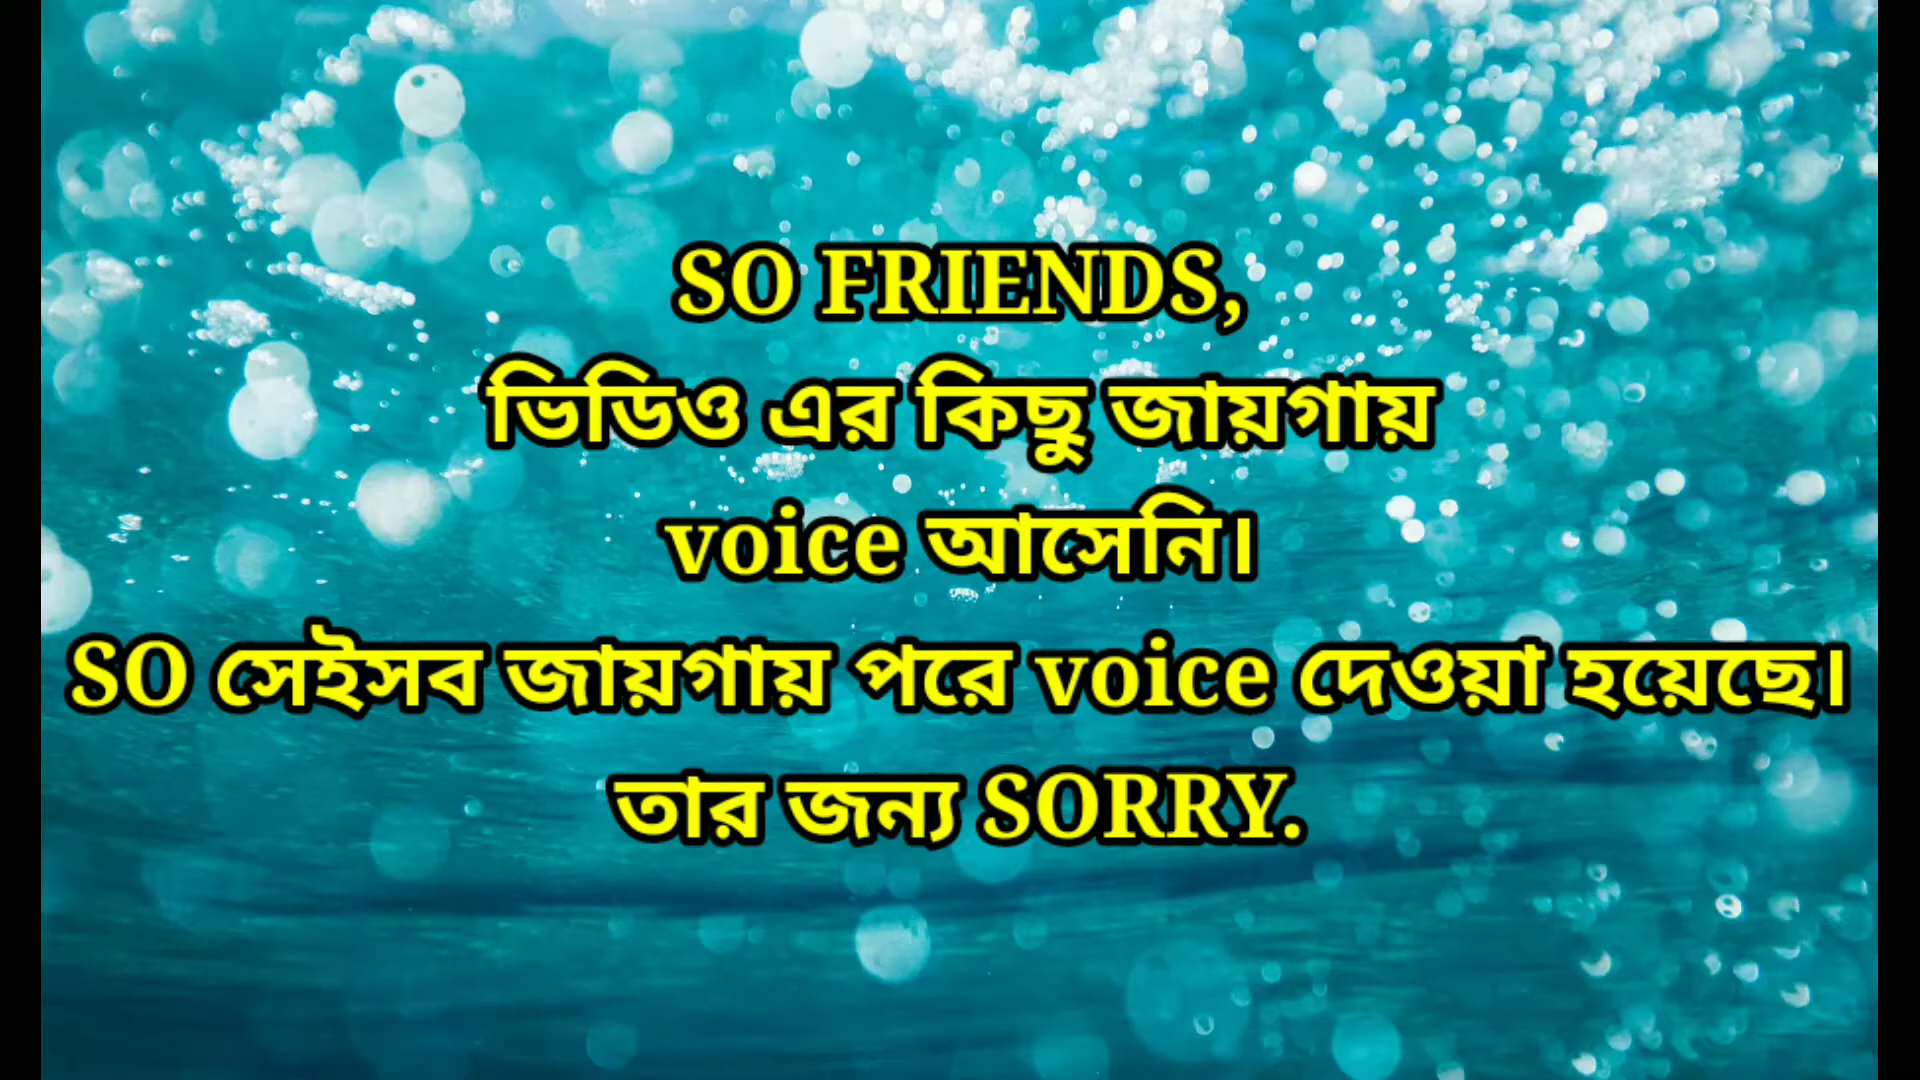 SO FRIENDS,
ভিডিও এর কিছু জায়গায়
voice আসেনি।
SO সেইসব জায়গায় পরে voice দেওয়া হয়েছে।
তার জন্য SORRY.